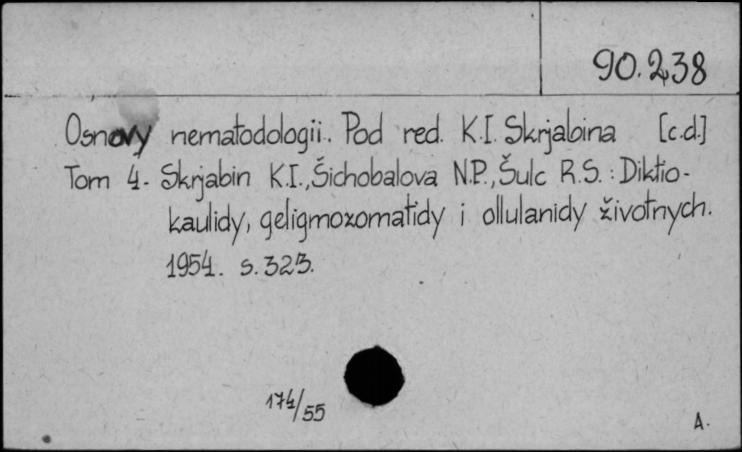 90.238
Osnovy nematodologii. Pod red. K.I. Skrjabina [c.d.]
Tom 4. Skrjabin K.I., Šichobalova N.P., Šulc R.S. : Diktio-
kaulidy, geligmozomatidy i ollulanidy životnych.
1954. s. 323.
174/55
A.